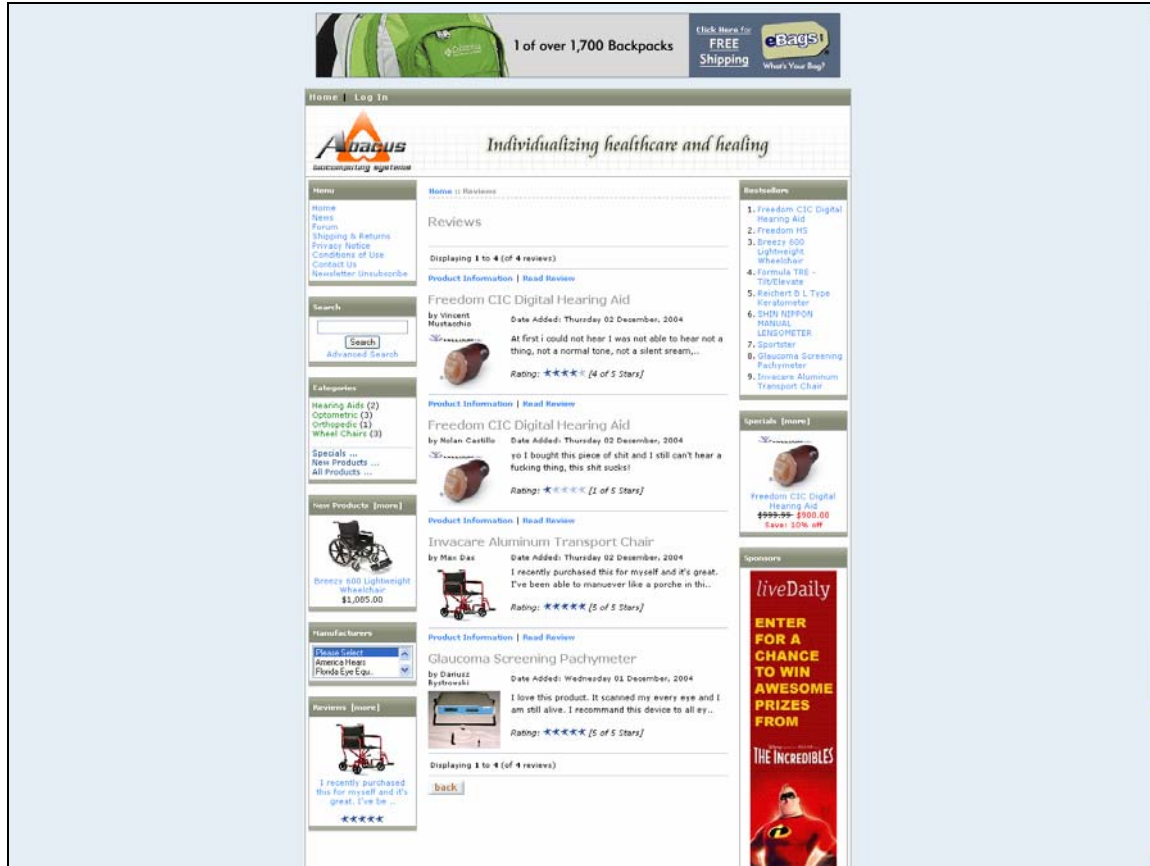 1 of over 1,700 Backpacks
Click Here for
FREE
Shipping
eBags
What's Your Bag?
Home | Log In
Abacus
biocomputing systems
Individualizing healthcare and healing
Menu
Home
News
Forum
Shipping & Returns
Privacy Notice
Conditions of Use
Contact Us
Newsletter Unsubscribe
Search
Search
Advanced Search
Categories
Hearing Aids (2)
Optometric (3)
Orthopedic (1)
Wheel Chairs (3)
Specials ...
New Products ...
All Products ...
New Products [more]
Breezy 600 Lightweight
Wheelchair
$1,085.00
Manufacturers
Please Select
America Hears
Florida Eye Equ..
Reviews [more]
I recently purchased
this for myself and it's
great. I've be ..
Home :: Reviews
Reviews
Displaying 1 to 4 (of 4 reviews)
Product Information | Read Review
Freedom CIC Digital Hearing Aid
by Vincent
Mustacchio
Date Added: Thursday 02 December, 2004
At first i could not hear I was not able to hear not a
thing, not a normal tone, not a silent sream,..
Rating: [4 of 5 Stars]
Product Information | Read Review
Freedom CIC Digital Hearing Aid
by Nolan Castillo
Date Added: Thursday 02 December, 2004
yo I bought this piece of shit and I still can't hear a
fucking thing, this shit sucks!
Rating: [1 of 5 Stars]
Product Information | Read Review
Invacare Aluminum Transport Chair
by Max Das
Date Added: Thursday 02 December, 2004
I recently purchased this for myself and it's great.
I've been able to manuever like a porche in thi..
Rating: [5 of 5 Stars]
Product Information | Read Review
Glaucoma Screening Pachymeter
by Dariusz
Bystrowski
Date Added: Wednesday 01 December, 2004
I love this product. It scanned my every eye and I
am still alive. I recommand this device to all ey..
Rating: [5 of 5 Stars]
Displaying 1 to 4 (of 4 reviews)
back
Bestsellers
1. Freedom CIC Digital
Hearing Aid
2. Freedom HS
3. Breezy 600
Lightweight
Wheelchair
4. Formula TRE -
Tilt/Elevate
5. Reichert B L Type
Keratometer
6. SHIN NIPPON
MANUAL
LENSOMETER
7. Sportster
8. Glaucoma Screening
Pachymeter
9. Invacare Aluminum
Transport Chair
Specials [more]
Freedom CIC Digital
Hearing Aid
$999.99 $900.00
Save: 10% off
Sponsors
liveDaily
ENTER
FOR A
CHANCE
TO WIN
AWESOME
PRIZES
FROM
THE INCREDIBLES